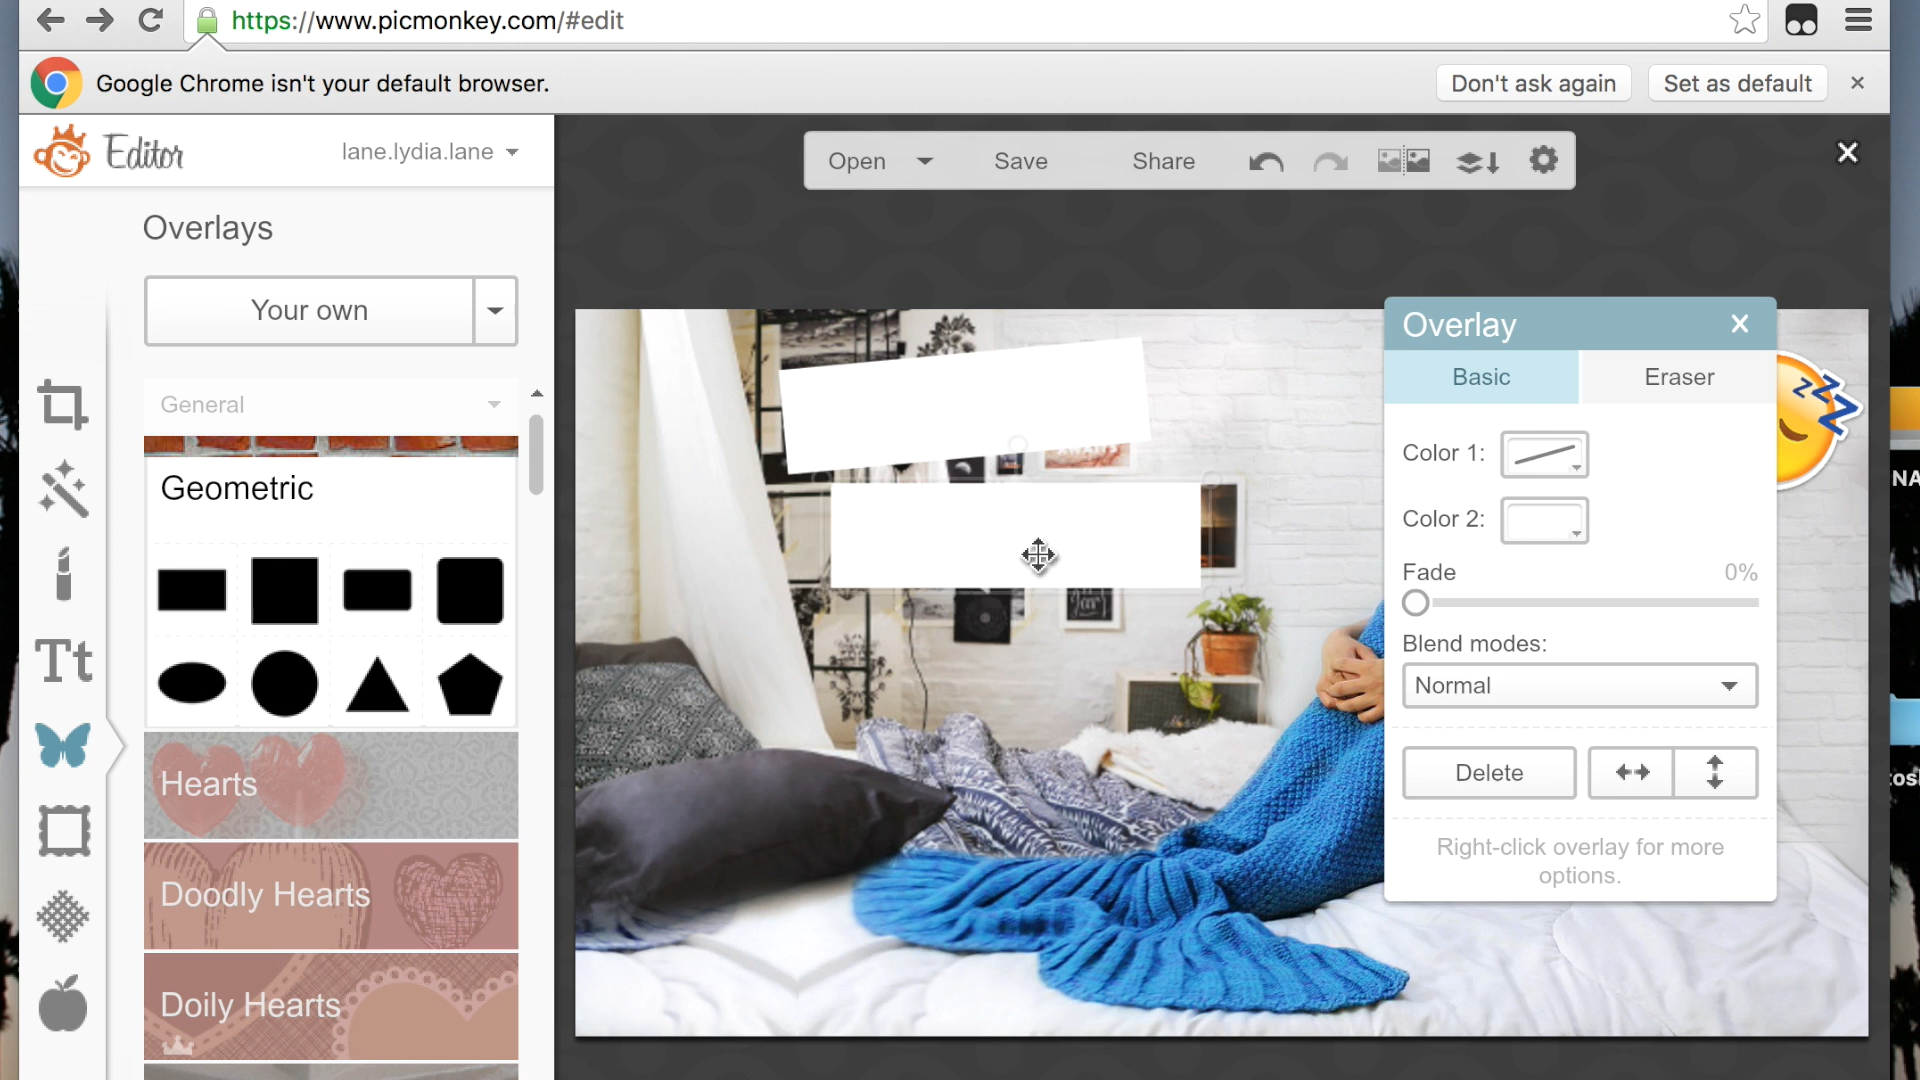 https://www.picmonkey.com/#edit
Google Chrome isn't your default browser.
Don't ask again
Set as default
Editor
lane.lydia.lane
Open
Save
Share
Overlays
Your own
General
Geometric
Hearts
Doodly Hearts
Doily Hearts
Tt
Overlay
Basic
Eraser
Color 1:
Color 2:
Fade
0%
Blend modes:
Normal
Delete
Right-click overlay for more
options.
zzz
NA